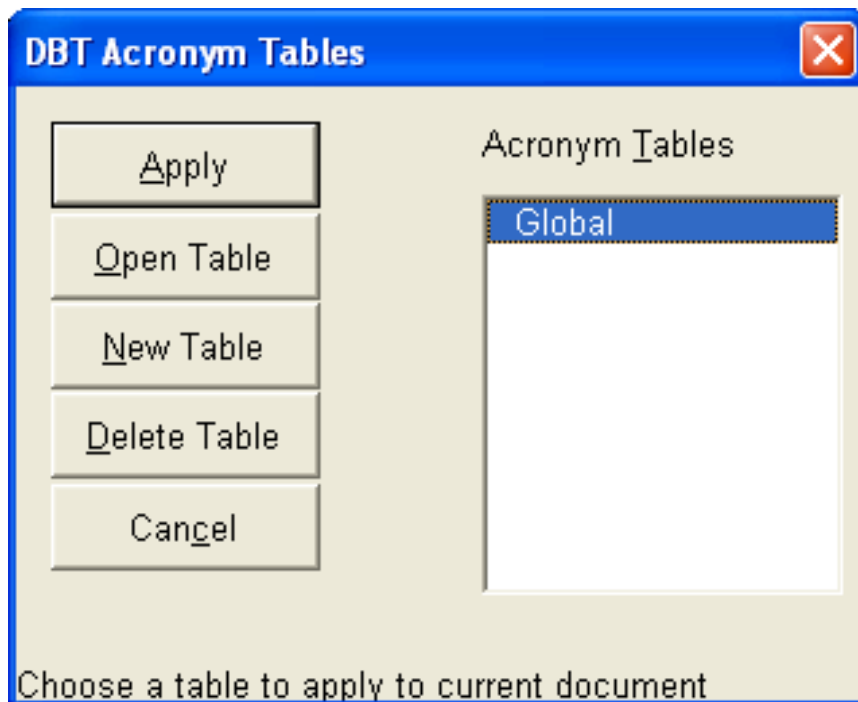 DBT Acronym Tables
Apply
Open Table
New Table
Delete Table
Cancel
Acronym Tables
Global
Choose a table to apply to current document